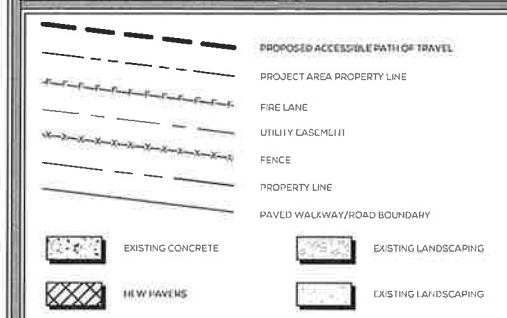 PROPOSED ACCESSIBLE PATH OF TRAVEL
PROJECT AREA PROPERTY LINE
FIRE LANE
UTILITY EASEMENT
FENCE
PROPERTY LINE
PAVED WALKWAY/ROAD BOUNDARY
EXISTING CONCRETE
EXISTING LANDSCAPING
NEW PAVERS
EXISTING LANDSCAPING